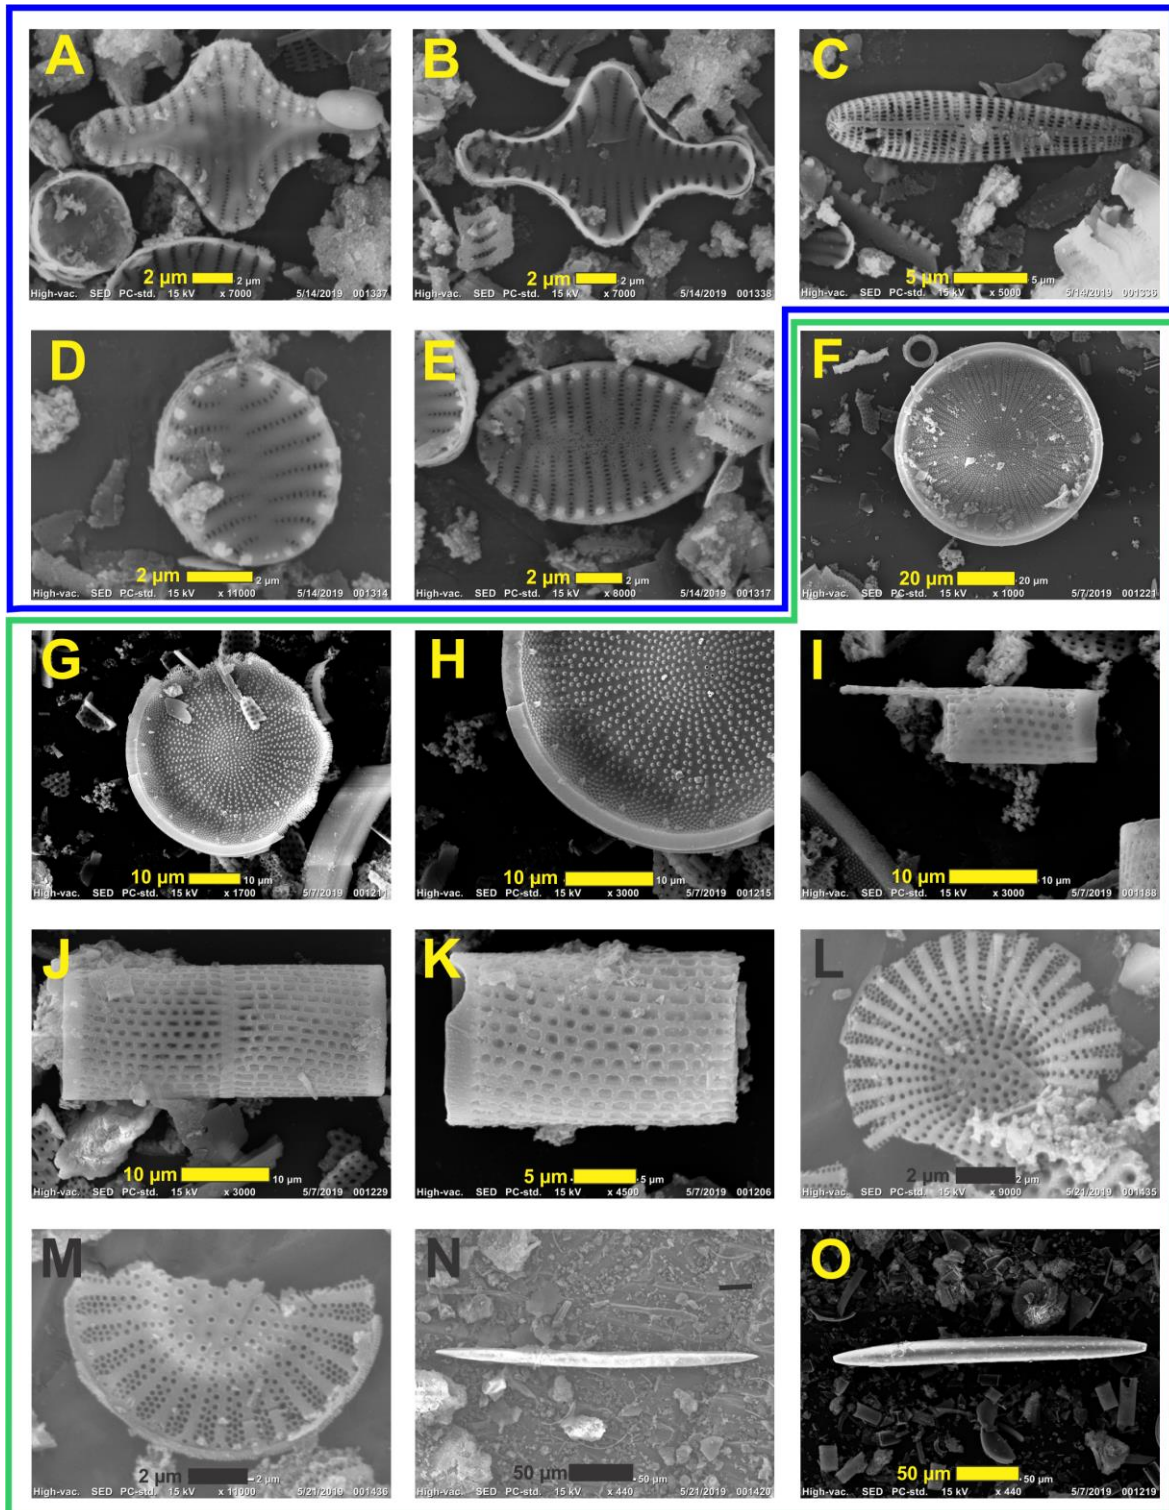 A
2 µm 2 µm
High-vac. SED PC-std. 15 kV x 7000 5/14/2019 001337
B
2 µm 2 µm
High-vac. SED PC-std. 15 kV x 7000 5/14/2019 001338
C
5 µm 5 µm
High-vac. SED PC-std. 15 kV x 5000 5/14/2019 001336
D
2 µm 2 µm
High-vac. SED PC-std. 15 kV x 11000 5/14/2019 001314
E
2 µm 2 µm
High-vac. SED PC-std. 15 kV x 8000 5/14/2019 001317
F
20 µm 20 µm
High-vac. SED PC-std. 15 kV x 1000 5/7/2019 001221
G
10 µm 10 µm
High-vac. SED PC-std. 15 kV x 1700 5/7/2019 001211
H
10 µm 10 µm
High-vac. SED PC-std. 15 kV x 3000 5/7/2019 001215
I
10 µm 10 µm
High-vac. SED PC-std. 15 kV x 3000 5/7/2019 001188
J
10 µm 10 µm
High-vac. SED PC-std. 15 kV x 3000 5/7/2019 001229
K
5 µm 5 µm
High-vac. SED PC-std. 15 kV x 4500 5/7/2019 001206
L
2 µm 2 µm
High-vac. SED PC-std. 15 kV x 9000 5/21/2019 001435
M
2 µm 2 µm
High-vac. SED PC-std. 15 kV 5/21/2019 001436
N
50 µm 50 µm
High-vac. SED PC-std. 15 kV x 440 5/21/2019 001420
O
50 µm 50 µm
High-vac. SED PC-std. 15 kV x 440 5/7/2019 001219